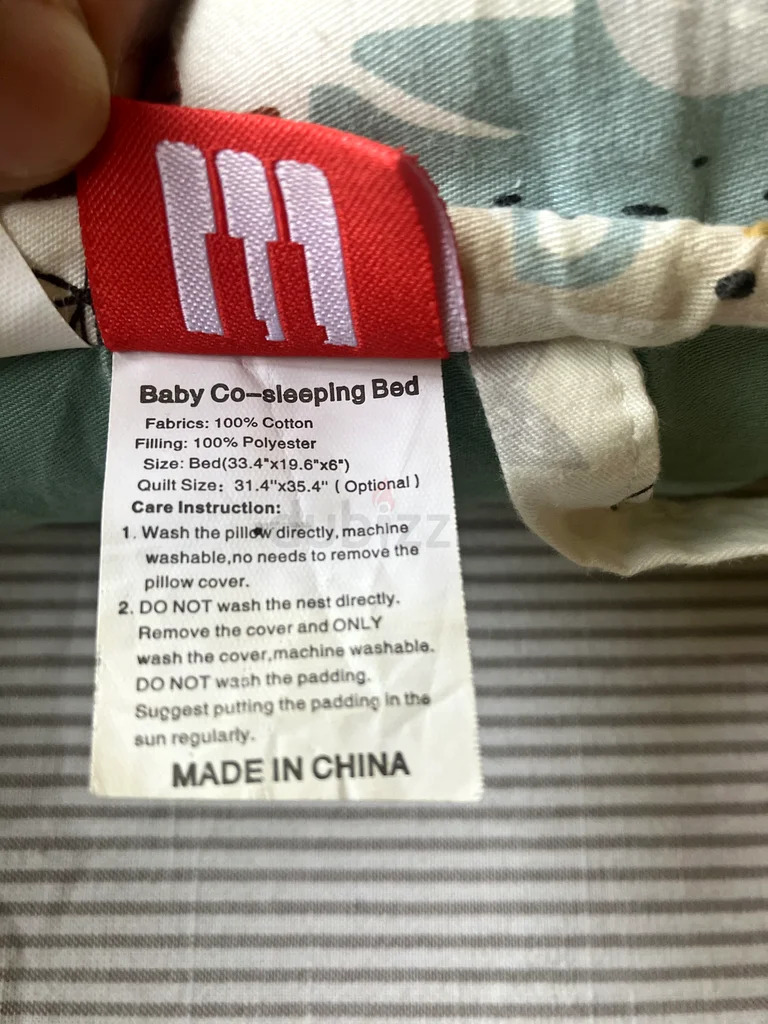 Baby Co-sleeping Bed
Fabrics: 100% Cotton
Filling: 100% Polyester
Size: Bed(33.4"x19.6"x6")
Quilt Size: 31.4"x35.4" ( Optional )
Care Instruction:
1. Wash the pillow directly, machine
washable,no needs to remove the
pillow cover.
2. DO NOT wash the nest directly.
Remove the cover and ONLY
wash the cover,machine washable.
DO NOT wash the padding.
Suggest putting the padding in the
sun regularly.
MADE IN CHINA
dubizzle